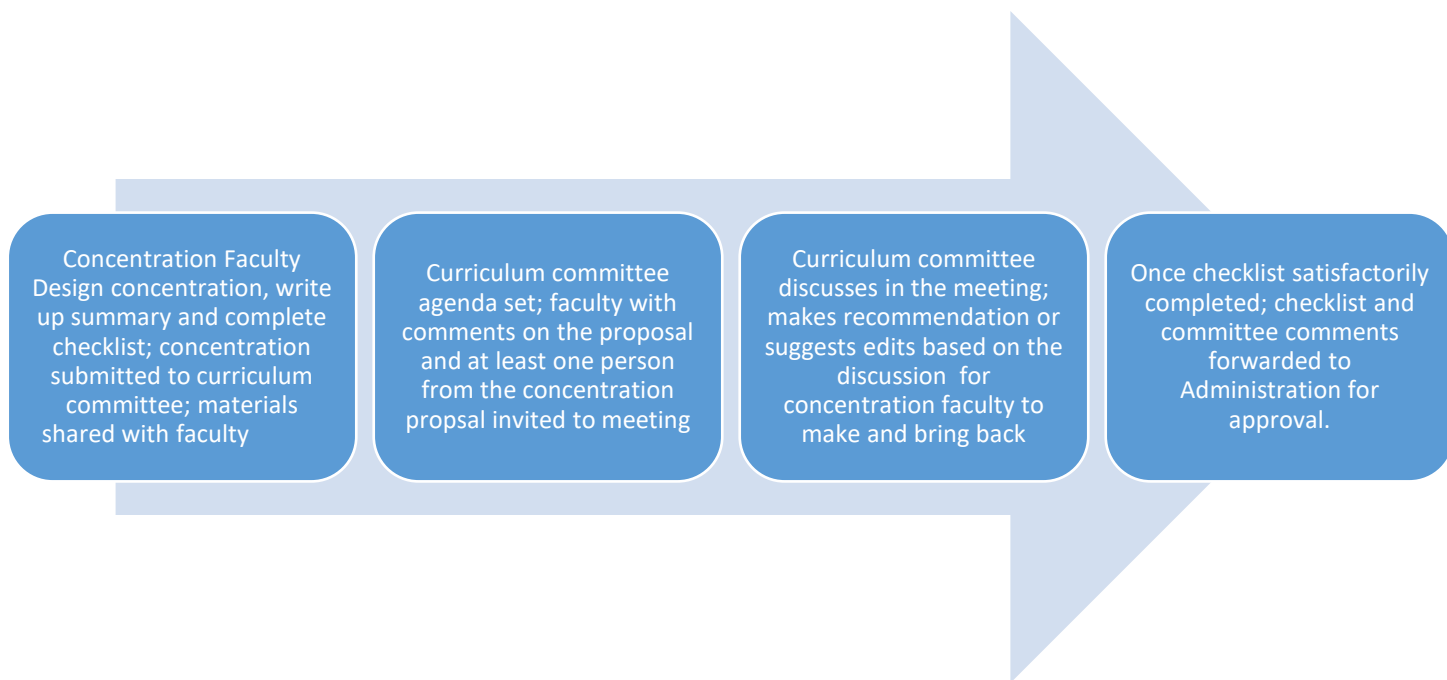 Concentration Faculty
Design concentration, write
up summary and complete
checklist; concentration
submitted to curriculum
committee; materials
shared with faculty
Curriculum committee
agenda set; faculty with
comments on the proposal
and at least one person
from the concentration
propsal invited to meeting
Curriculum committee
discusses in the meeting;
makes recommendation or
suggests edits based on the
discussion for
concentration faculty to
make and bring back
Once checklist satisfactorily
completed; checklist and
committee comments
forwarded to
Administration for
approval.